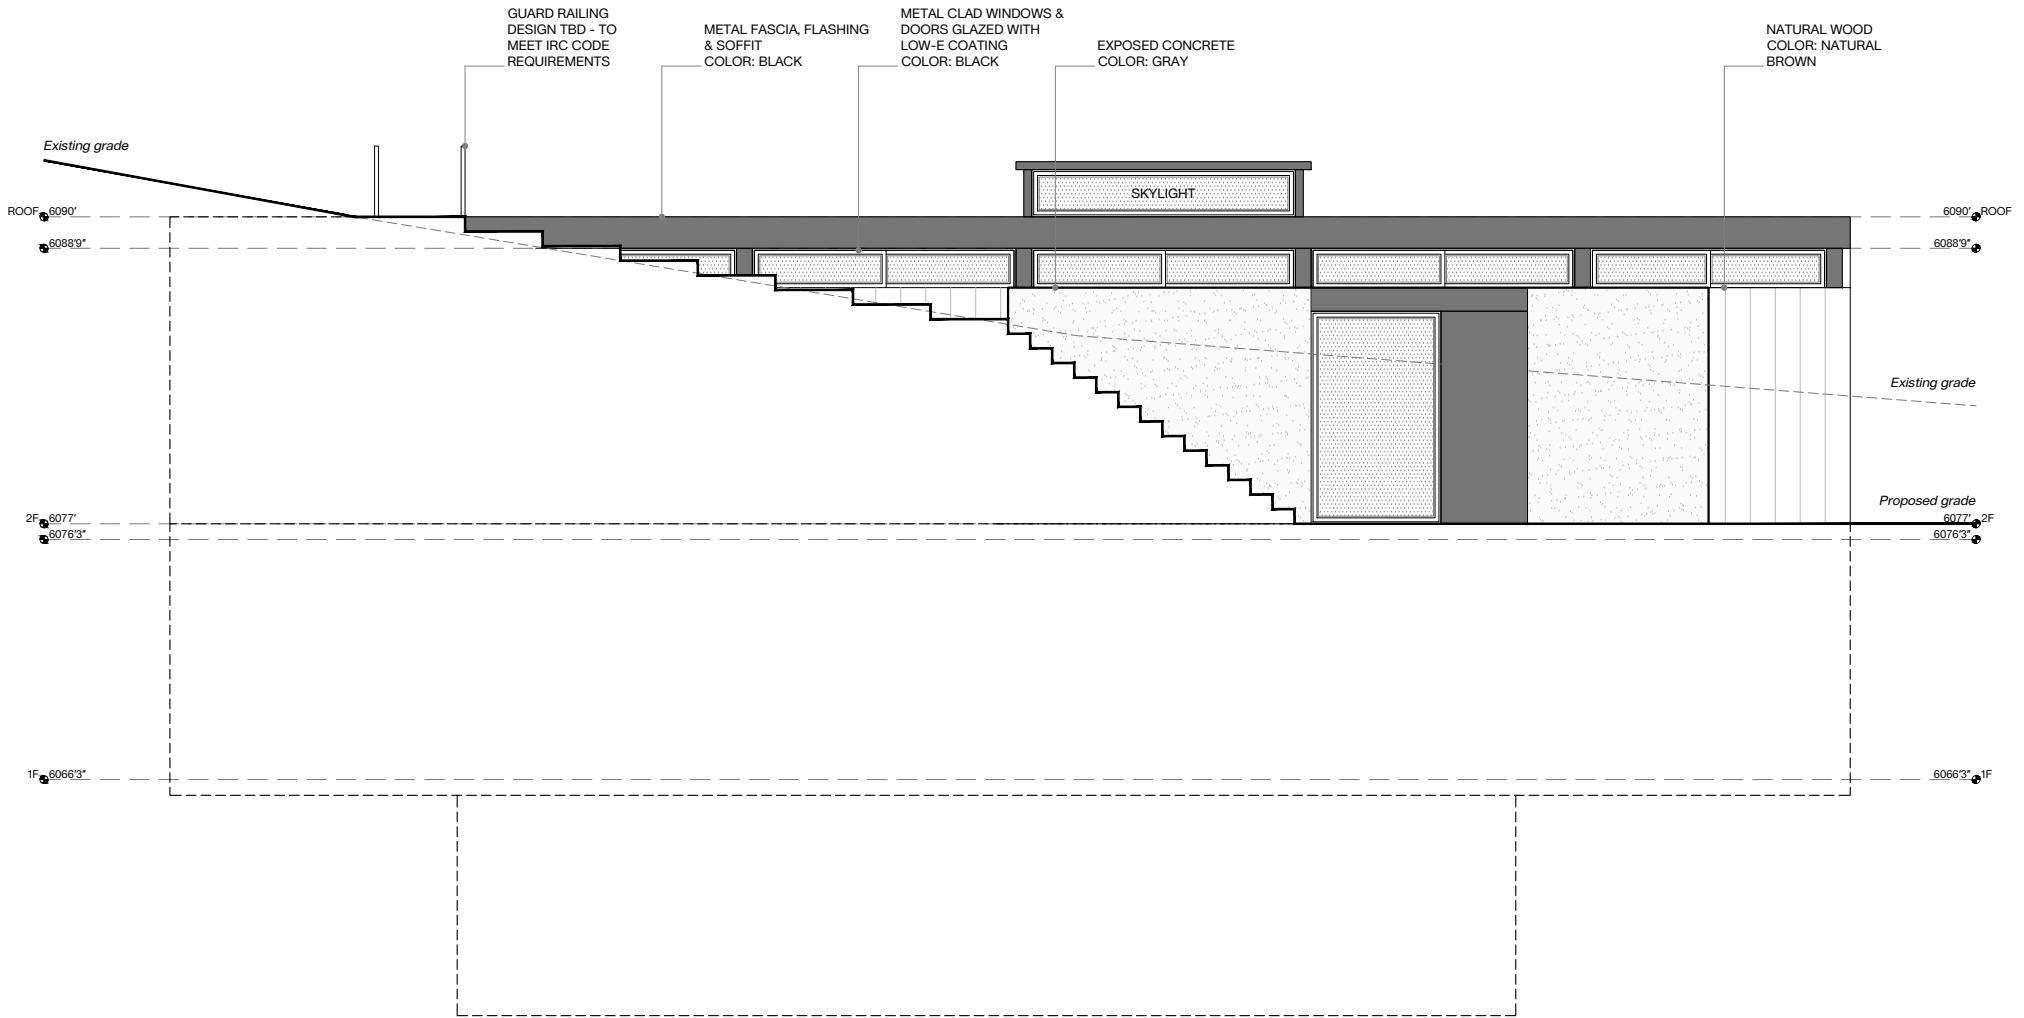 GUARD RAILING
DESIGN TBD - TO
MEET IRC CODE
REQUIREMENTS
METAL FASCIA, FLASHING
& SOFFIT
COLOR: BLACK
METAL CLAD WINDOWS &
DOORS GLAZED WITH
LOW-E COATING
COLOR: BLACK
EXPOSED CONCRETE
COLOR: GRAY
NATURAL WOOD
COLOR: NATURAL
BROWN
Existing grade
SKYLIGHT
ROOF 6090'
6090' ROOF
6088'9"
6088'9"
Existing grade
Proposed grade
2F 6077'
6077' 2F
6076'3"
6076'3"
1F 6066'3"
6066'3" 1F